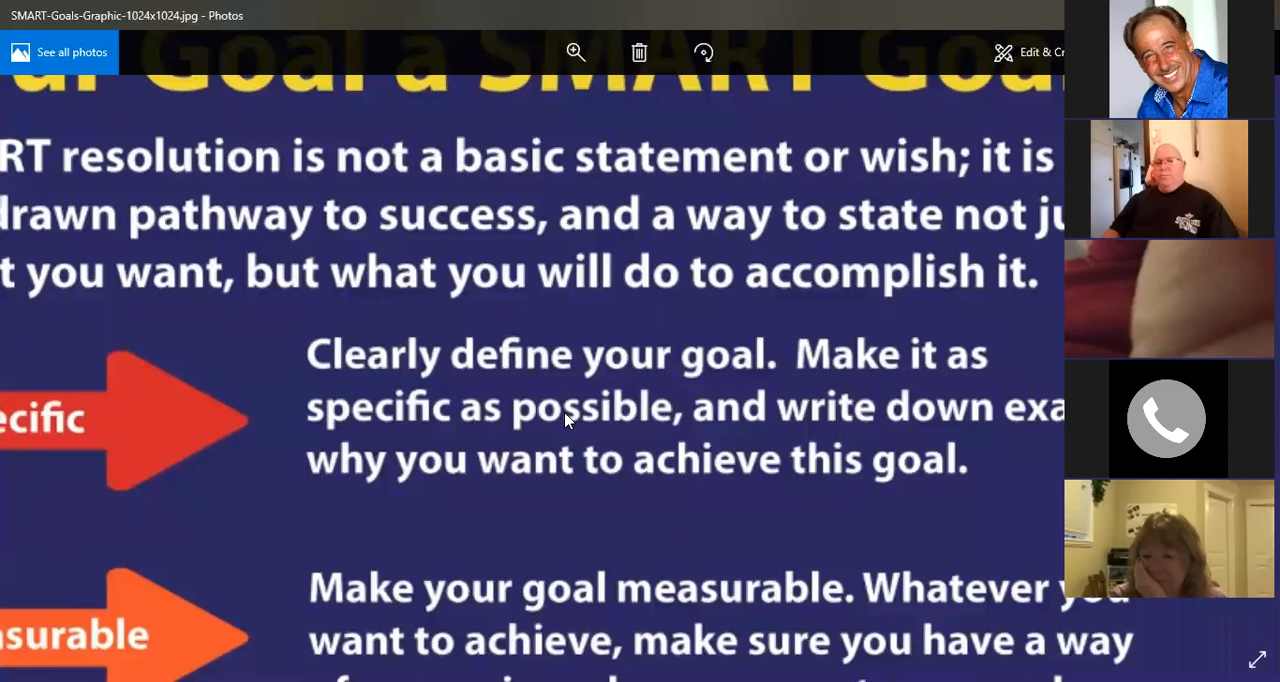 SMART-Goals-Graphic-1024x1024.jpg - Photos
See all photos
Edit & Cr
ur Goal a SMART Goa
RT resolution is not a basic statement or wish; it is
drawn pathway to success, and a way to state not ju
t you want, but what you will do to accomplish it.
Clearly define your goal. Make it as
ecific
specific as possible, and write down exa
why you want to achieve this goal.
Make your goal measurable. Whatever you
asurable
want to achieve, make sure you have a way